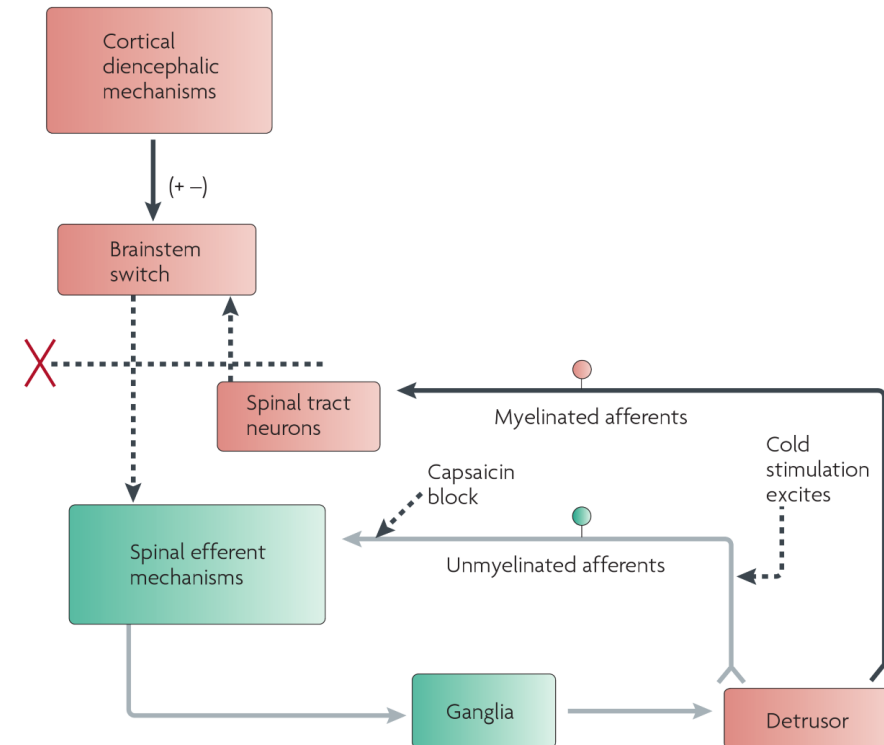 Cortical
diencephalic
mechanisms
(+ –)
Brainstem
switch
Spinal tract
neurons
Myelinated afferents
Cold
stimulation
excites
Capsaicin
block
Spinal efferent
mechanisms
Unmyelinated afferents
Ganglia
Detrusor